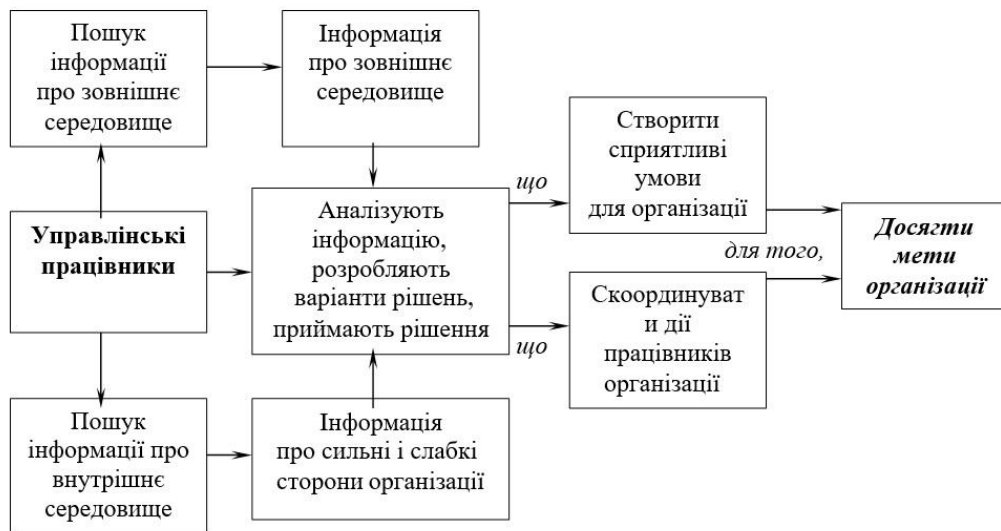 Пошук
інформації
про зовнішнє
середовище
Інформація
про зовнішнє
середовище
Управлінські
працівники
Аналізують
інформацію,
розробляють
варіанти рішень,
приймають рішення
що
що
Створити
сприятливі
умови
для організації
Скоординуват
и дії
працівників
організації
для того,
Досягти
мети
організації
Пошук
інформації про
внутрішнє
середовище
Інформація
про сильні і слабкі
сторони організації